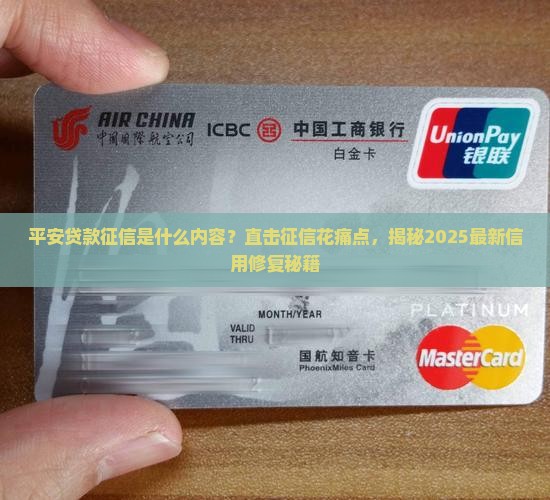 AIR CHINA
中国国際航空公司
ICBC 中国工商银行
白金卡
UnionPay
银联
平安贷款征信是什么内容？直击征信花痛点，揭秘2025最新信
用修复秘籍
PLATINUM
MONTH/YEAR
VALID
THRU
国航知音卡
PhoenixMiles Card
MasterCard